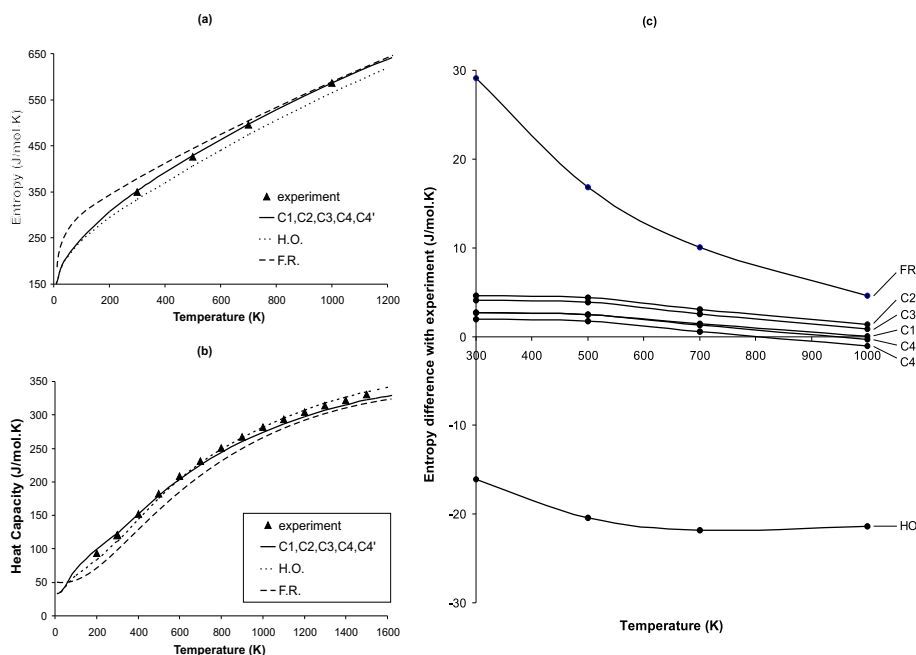 (a)
650
550
450
350
250
150
Entropy (J/mol.K)
experiment
C1,C2,C3,C4,C4'
H.O.
F.R.
0 200 400 600 800 1000 1200
Temperature (K)
(b)
350
300
250
200
150
100
50
0
Heat Capacity (J/mol.K)
experiment
C1,C2,C3,C4,C4'
H.O.
F.R.
0 200 400 600 800 1000 1200 1400 1600
Temperature (K)
(c)
30
20
10
0
-10
-20
-30
Entropy difference with experiment (J/mol.K)
300 400 500 600 700 800 900 1000
FR
C2
C3
C1
C4
C4
HO
Temperature (K)